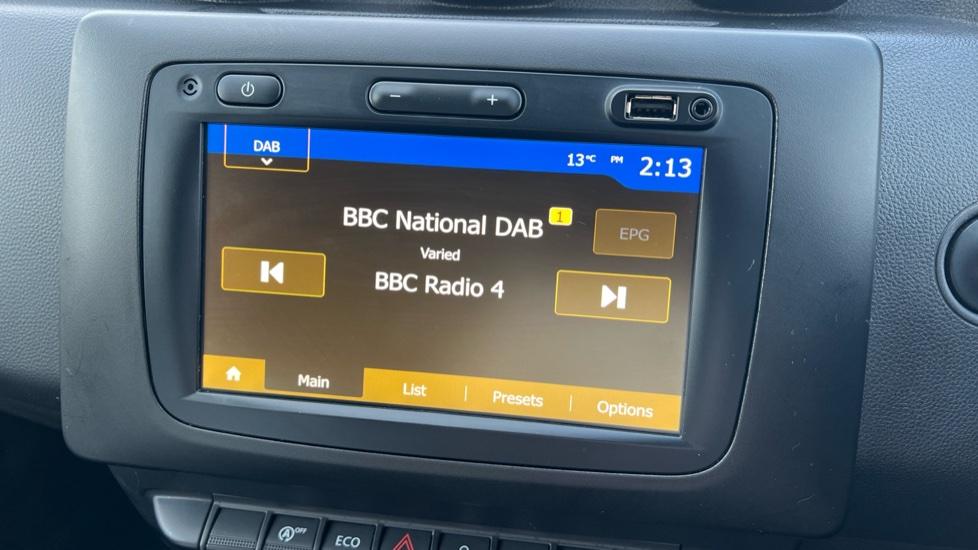 DAB
13°C PM 2:13
BBC National DAB 1
EPG
Varied
BBC Radio 4
Main
List
Presets
Options
A OFF
ECO